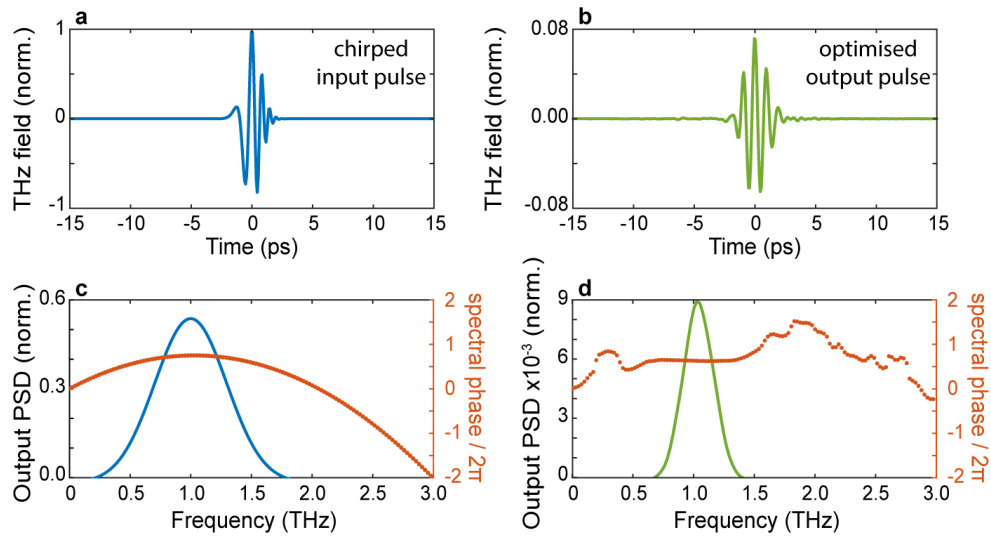 a
THz field (norm.)
1
0
-1
chirped
input pulse
-15 -10 -5 0 5 10 15
Time (ps)
b
THz field (norm.)
0.08
0.00
-0.08
optimised
output pulse
-15 -10 -5 0 5 10 15
Time (ps)
c
Output PSD (norm.)
0.6
0.3
0.0
2
1
0
-1
-2
spectral phase / 2π
0 0.5 1.0 1.5 2.0 2.5 3.0
Frequency (THz)
d
Output PSD x10-3 (norm.)
9
6
3
0
2
1
0
-1
-2
spectral phase / 2π
0 0.5 1.0 1.5 2.0 2.5 3.0
Frequency (THz)